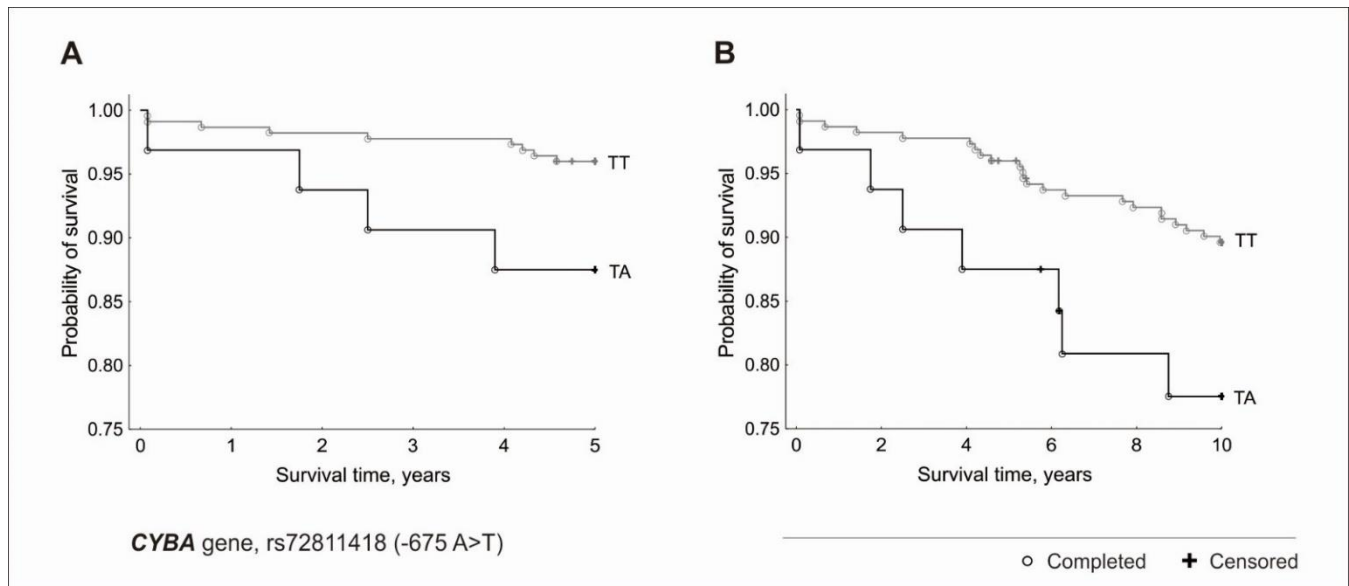 A
Probability of survival
1.00
0.95
0.90
0.85
0.80
0.75
0 1 2 3 4 5
Survival time, years
TT
TA
B
Probability of survival
1.00
0.95
0.90
0.85
0.80
0.75
0 2 4 6 8 10
Survival time, years
TT
TA
CYBA gene, rs72811418 (-675 A>T)
Completed
Censored